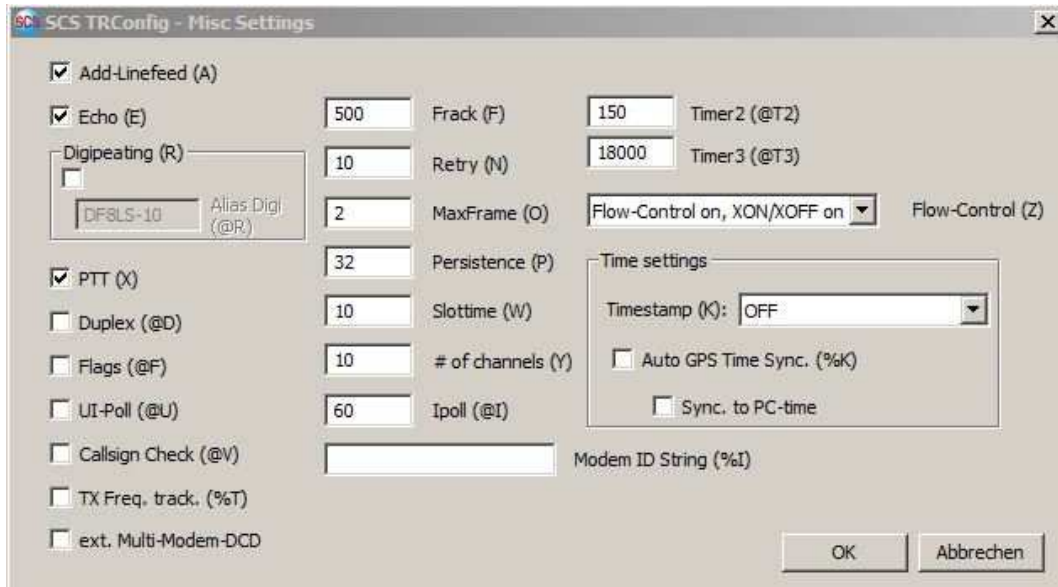 SCS TRConfig - Misc Settings
Add-Linefeed (A)
Echo (E)
Digipeating (R)
DF8LS-10
Alias Digi
(@R)
PTT (X)
Duplex (@D)
Flags (@F)
UI-Poll (@U)
Callsign Check (@V)
TX Freq. track. (%T)
ext. Multi-Modem-DCD
500 Frack (F)
10 Retry (N)
2 MaxFrame (O)
32 Persistence (P)
10 Slottime (W)
10 # of channels (Y)
60 Ipoll (@I)
Modem ID String (%I)
150 Timer2 (@T2)
18000 Timer3 (@T3)
Flow-Control on, XON/XOFF on Flow-Control (Z)
Time settings
Timestamp (K): OFF
Auto GPS Time Sync. (%K)
Sync. to PC-time
OK
Abbrechen